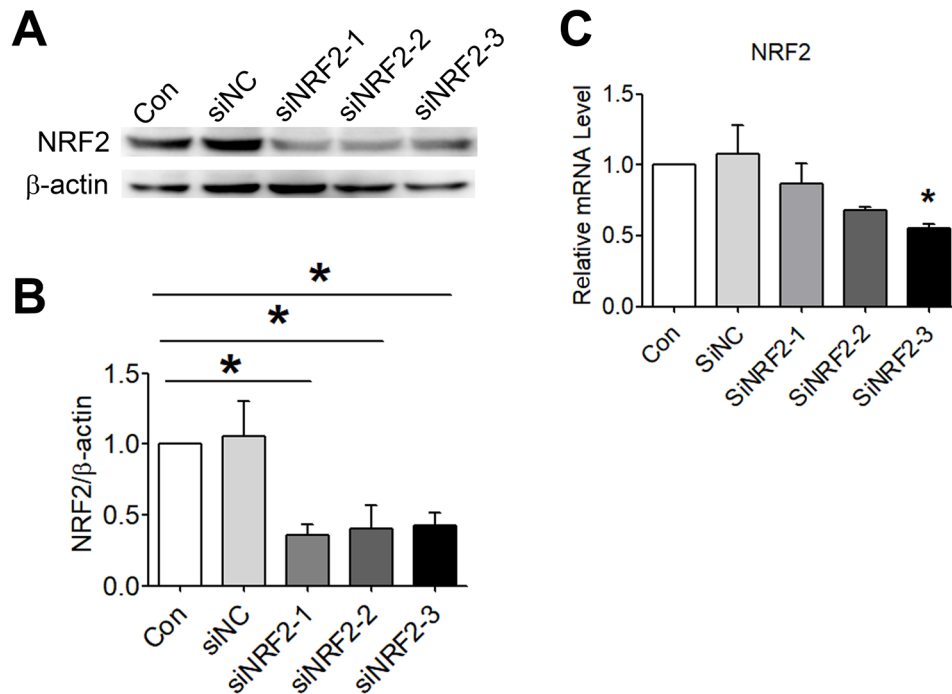 A
Con siNC siNRF2-1 siNRF2-2 siNRF2-3
NRF2
β-actin
B
*
*
*
NRF2/β-actin
1.5
1.0
0.5
0.0
Con siNC siNRF2-1 siNRF2-2 siNRF2-3
C
NRF2
Relative mRNA Level
1.5
1.0
0.5
0.0
*
Con SiNC SiNRF2-1 SiNRF2-2 SiNRF2-3